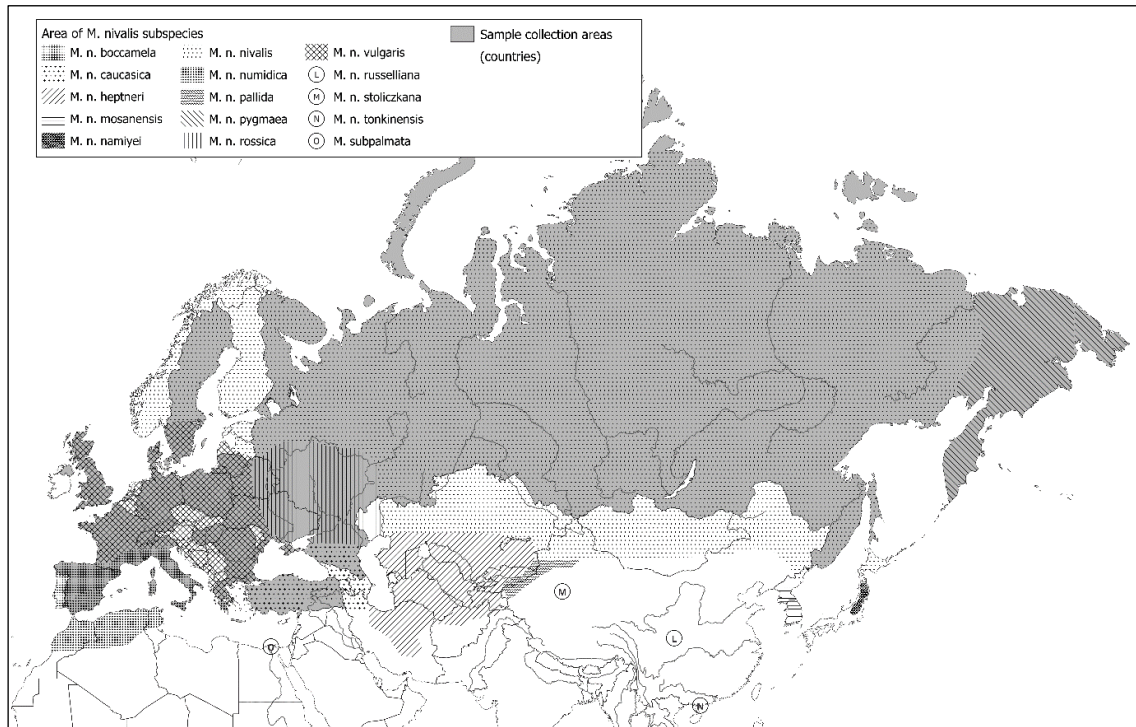 Area of M. nivalis subspecies
M. n. boccamela
M. n. caucasica
M. n. heptneri
M. n. mosanensis
M. n. namiyei
M. n. nivalis
M. n. numidica
M. n. pallida
M. n. pygmaea
M. n. rossica
M. n. vulgaris
L M. n. russelliana
M M. n. stoliczkana
N M. n. tonkinensis
O M. subpalmata
Sample collection areas
(countries)
M
L
O
N